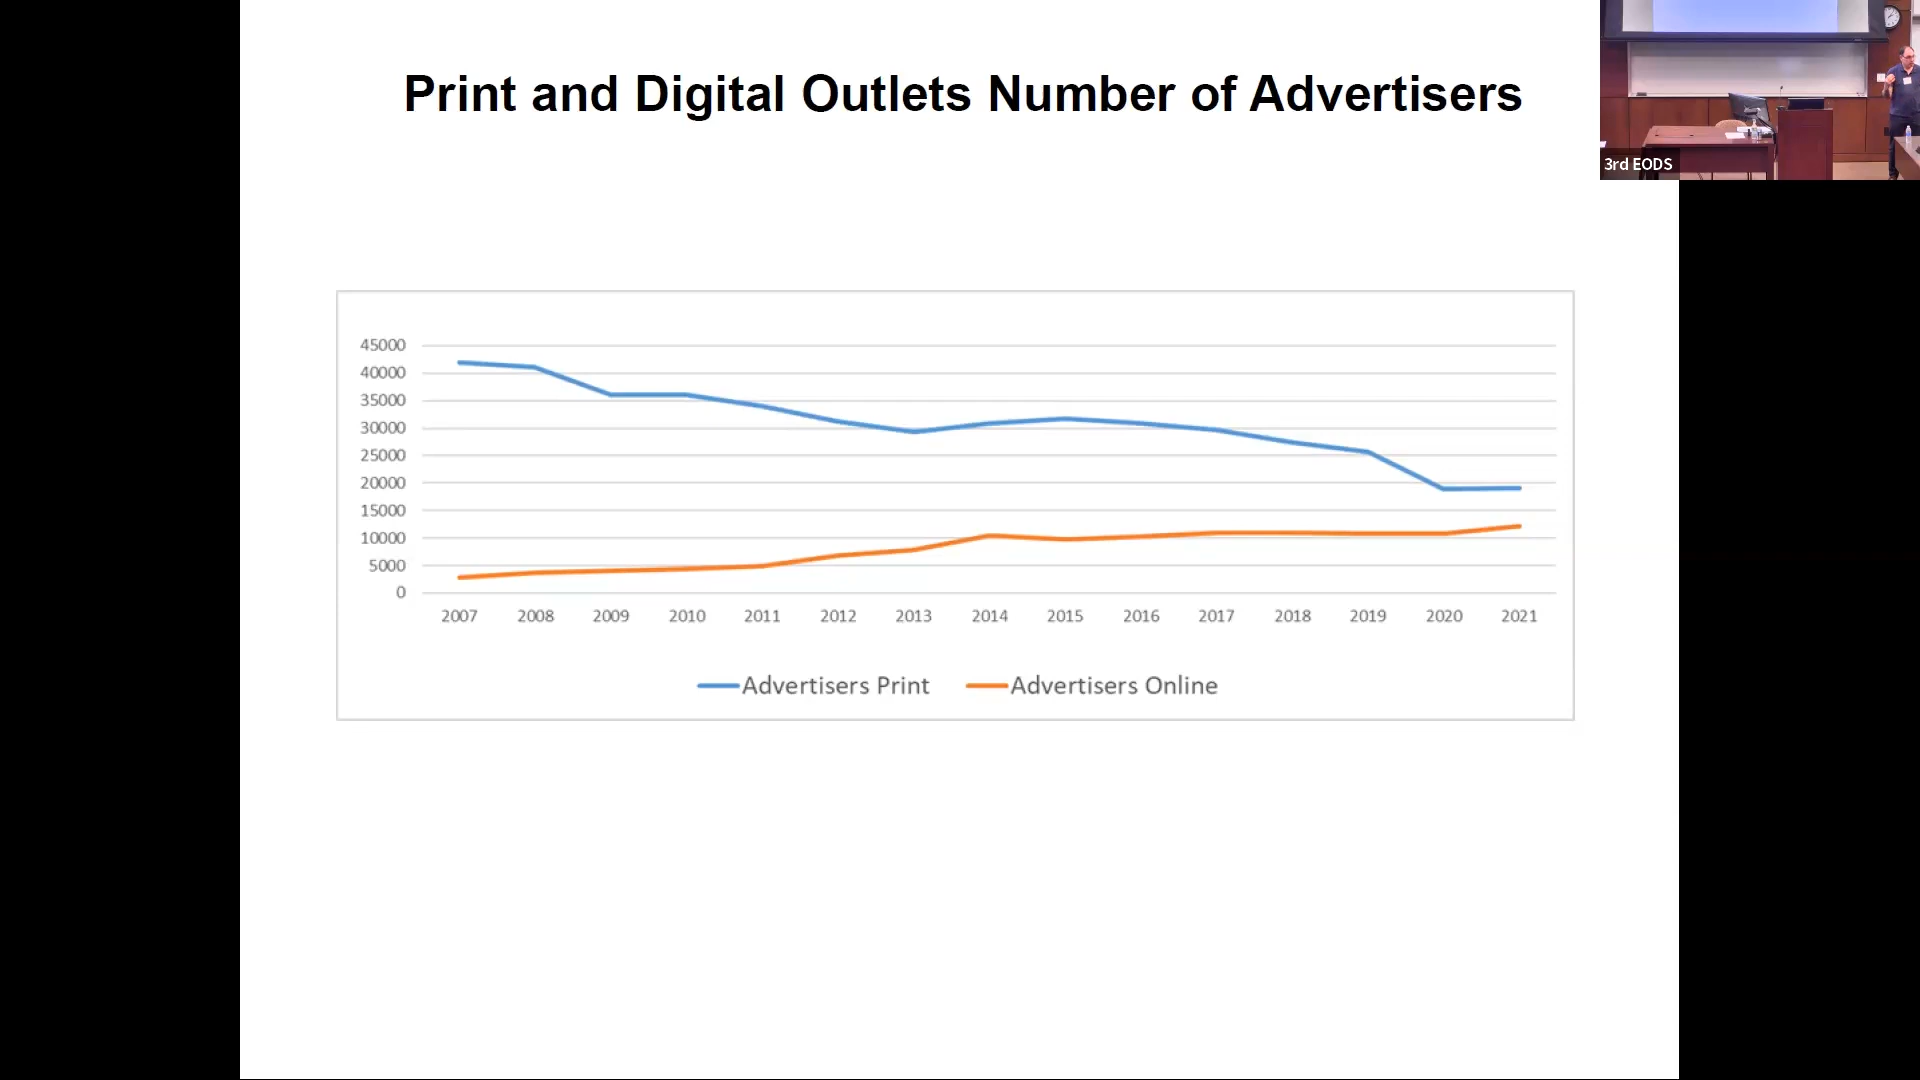 Print and Digital Outlets Number of Advertisers
3rd EODS
45000
40000
35000
30000
25000
20000
15000
10000
5000
0
2007 2008 2009 2010 2011 2012 2013 2014 2015 2016 2017 2018 2019 2020 2021
Advertisers Print Advertisers Online